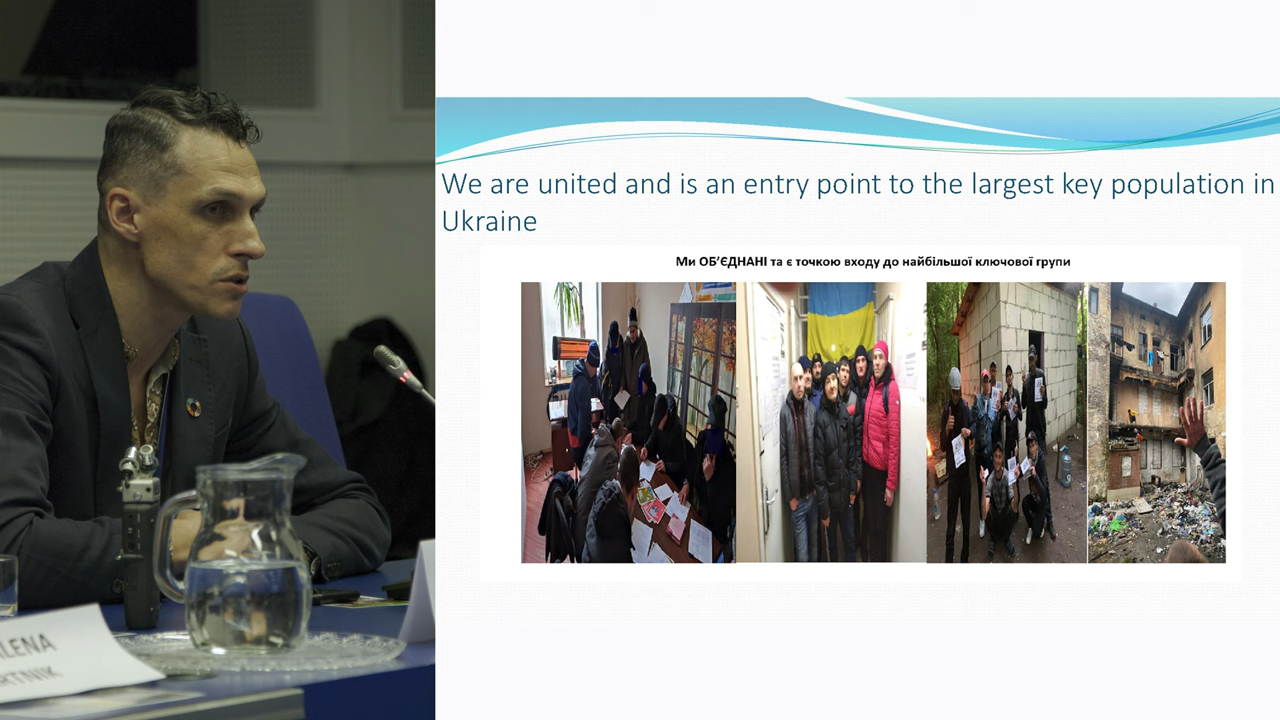 We are united and is an entry point to the largest key population in
Ukraine
Ми ОБ’ЄДНАНІ та є точкою входу до найбільшої ключової групи